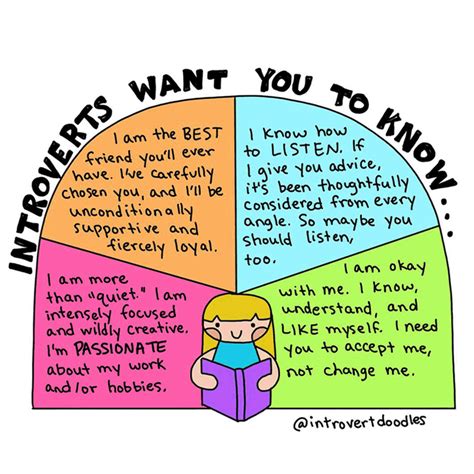 INTROVERTS WANT YOU TO KNOW...
I am the BEST
friend you'll ever
have. I've carefully
chosen you, and I'll be
unconditionally
supportive and
fiercely loyal.
I know how
to LISTEN. If
I give you advice,
it's been thoughtfully
considered from every
angle. So maybe you
should listen,
too.
I am more
than "quiet." I am
intensely focused
and wildly creative.
I'm PASSIONATE
about my work
and/or hobbies.
I am okay
with me. I know,
understand, and
LIKE myself. I need
you to accept me,
not change me.
@introvertdoodles